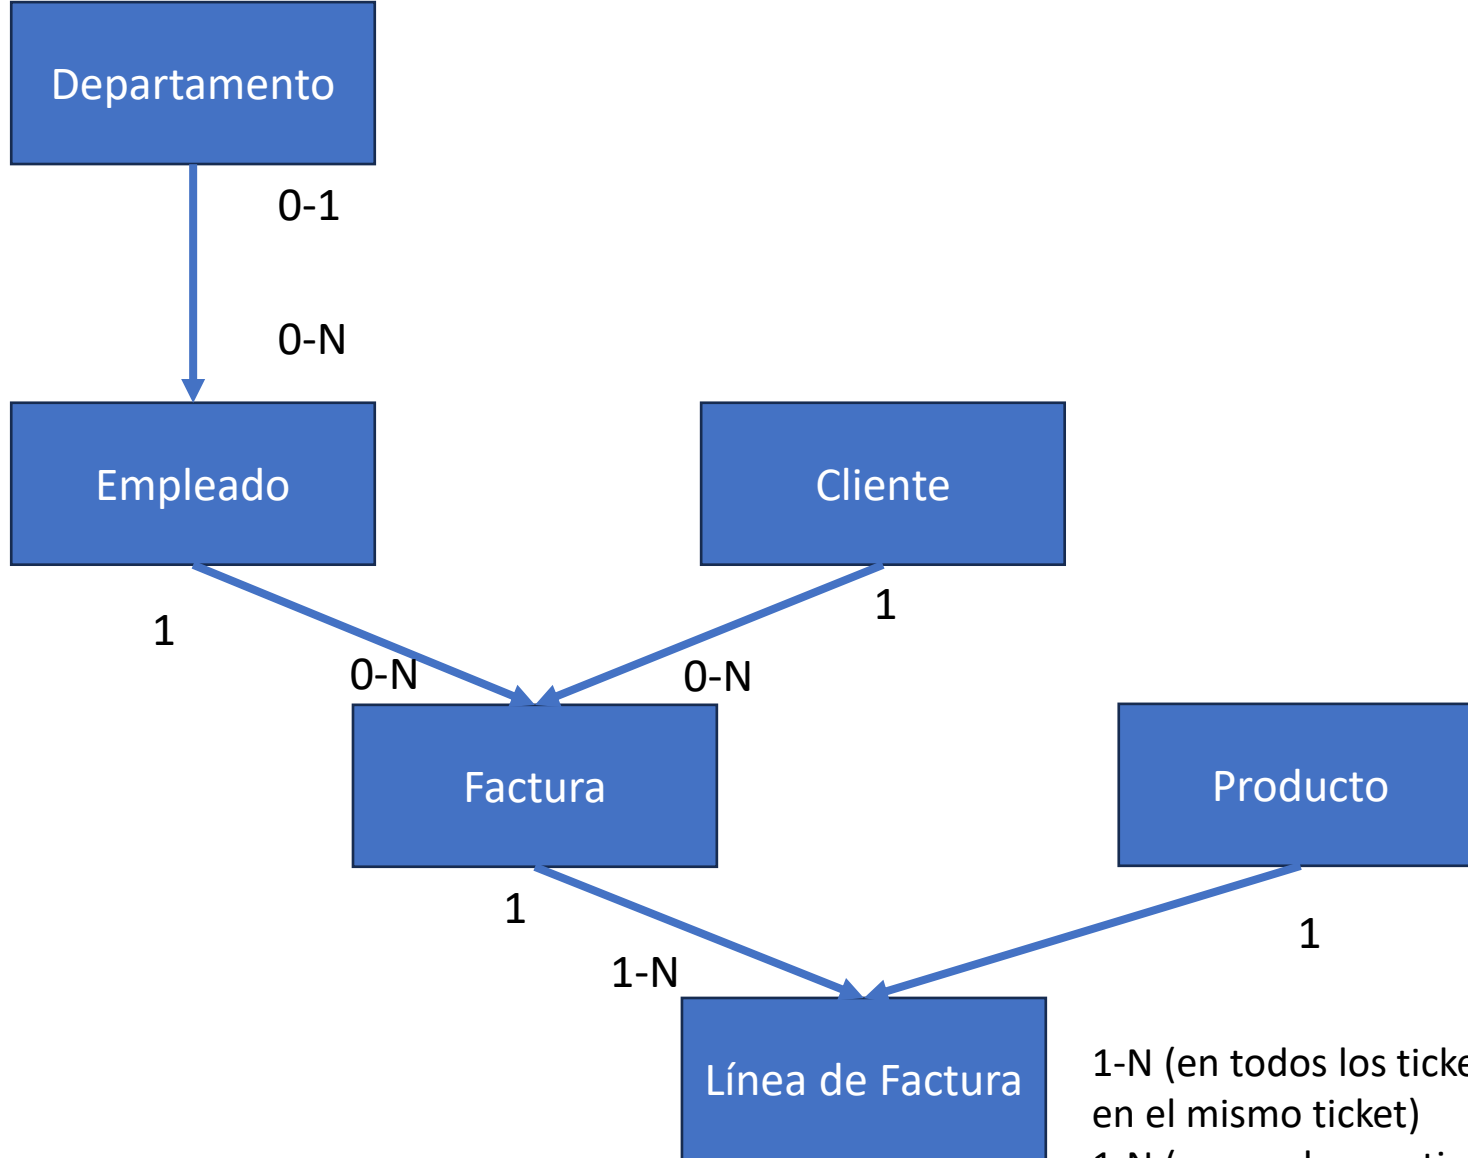 Departamento
0-1
0-N
Empleado
Cliente
1
1
0-N
0-N
Factura
Producto
1
1
1-N
Línea de Factura
1-N (en todos los
en el mismo ticket)